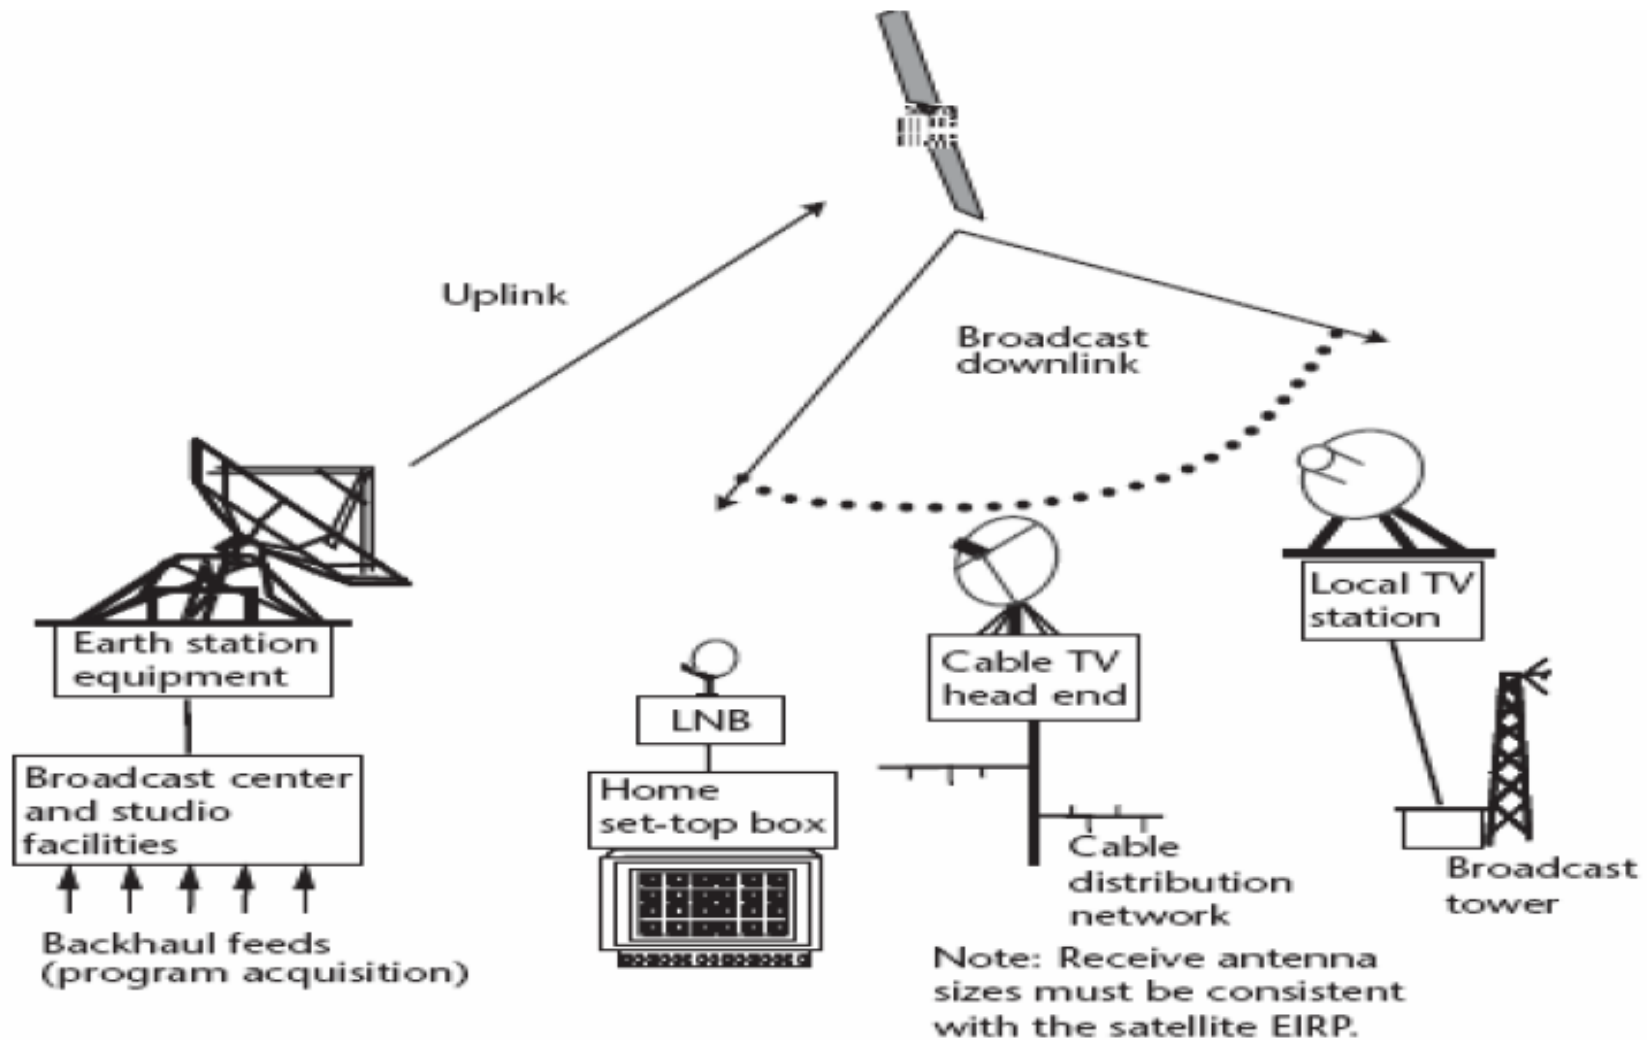 Uplink
Broadcast
downlink
Earth station
equipment
Broadcast center
and studio
facilities
Backhaul feeds
(program acquisition)
LNB
Home
set-top box
Cable TV
head end
Cable
distribution
network
Local TV
station
Broadcast
tower
Note: Receive antenna
sizes must be consistent
with the satellite EIRP.